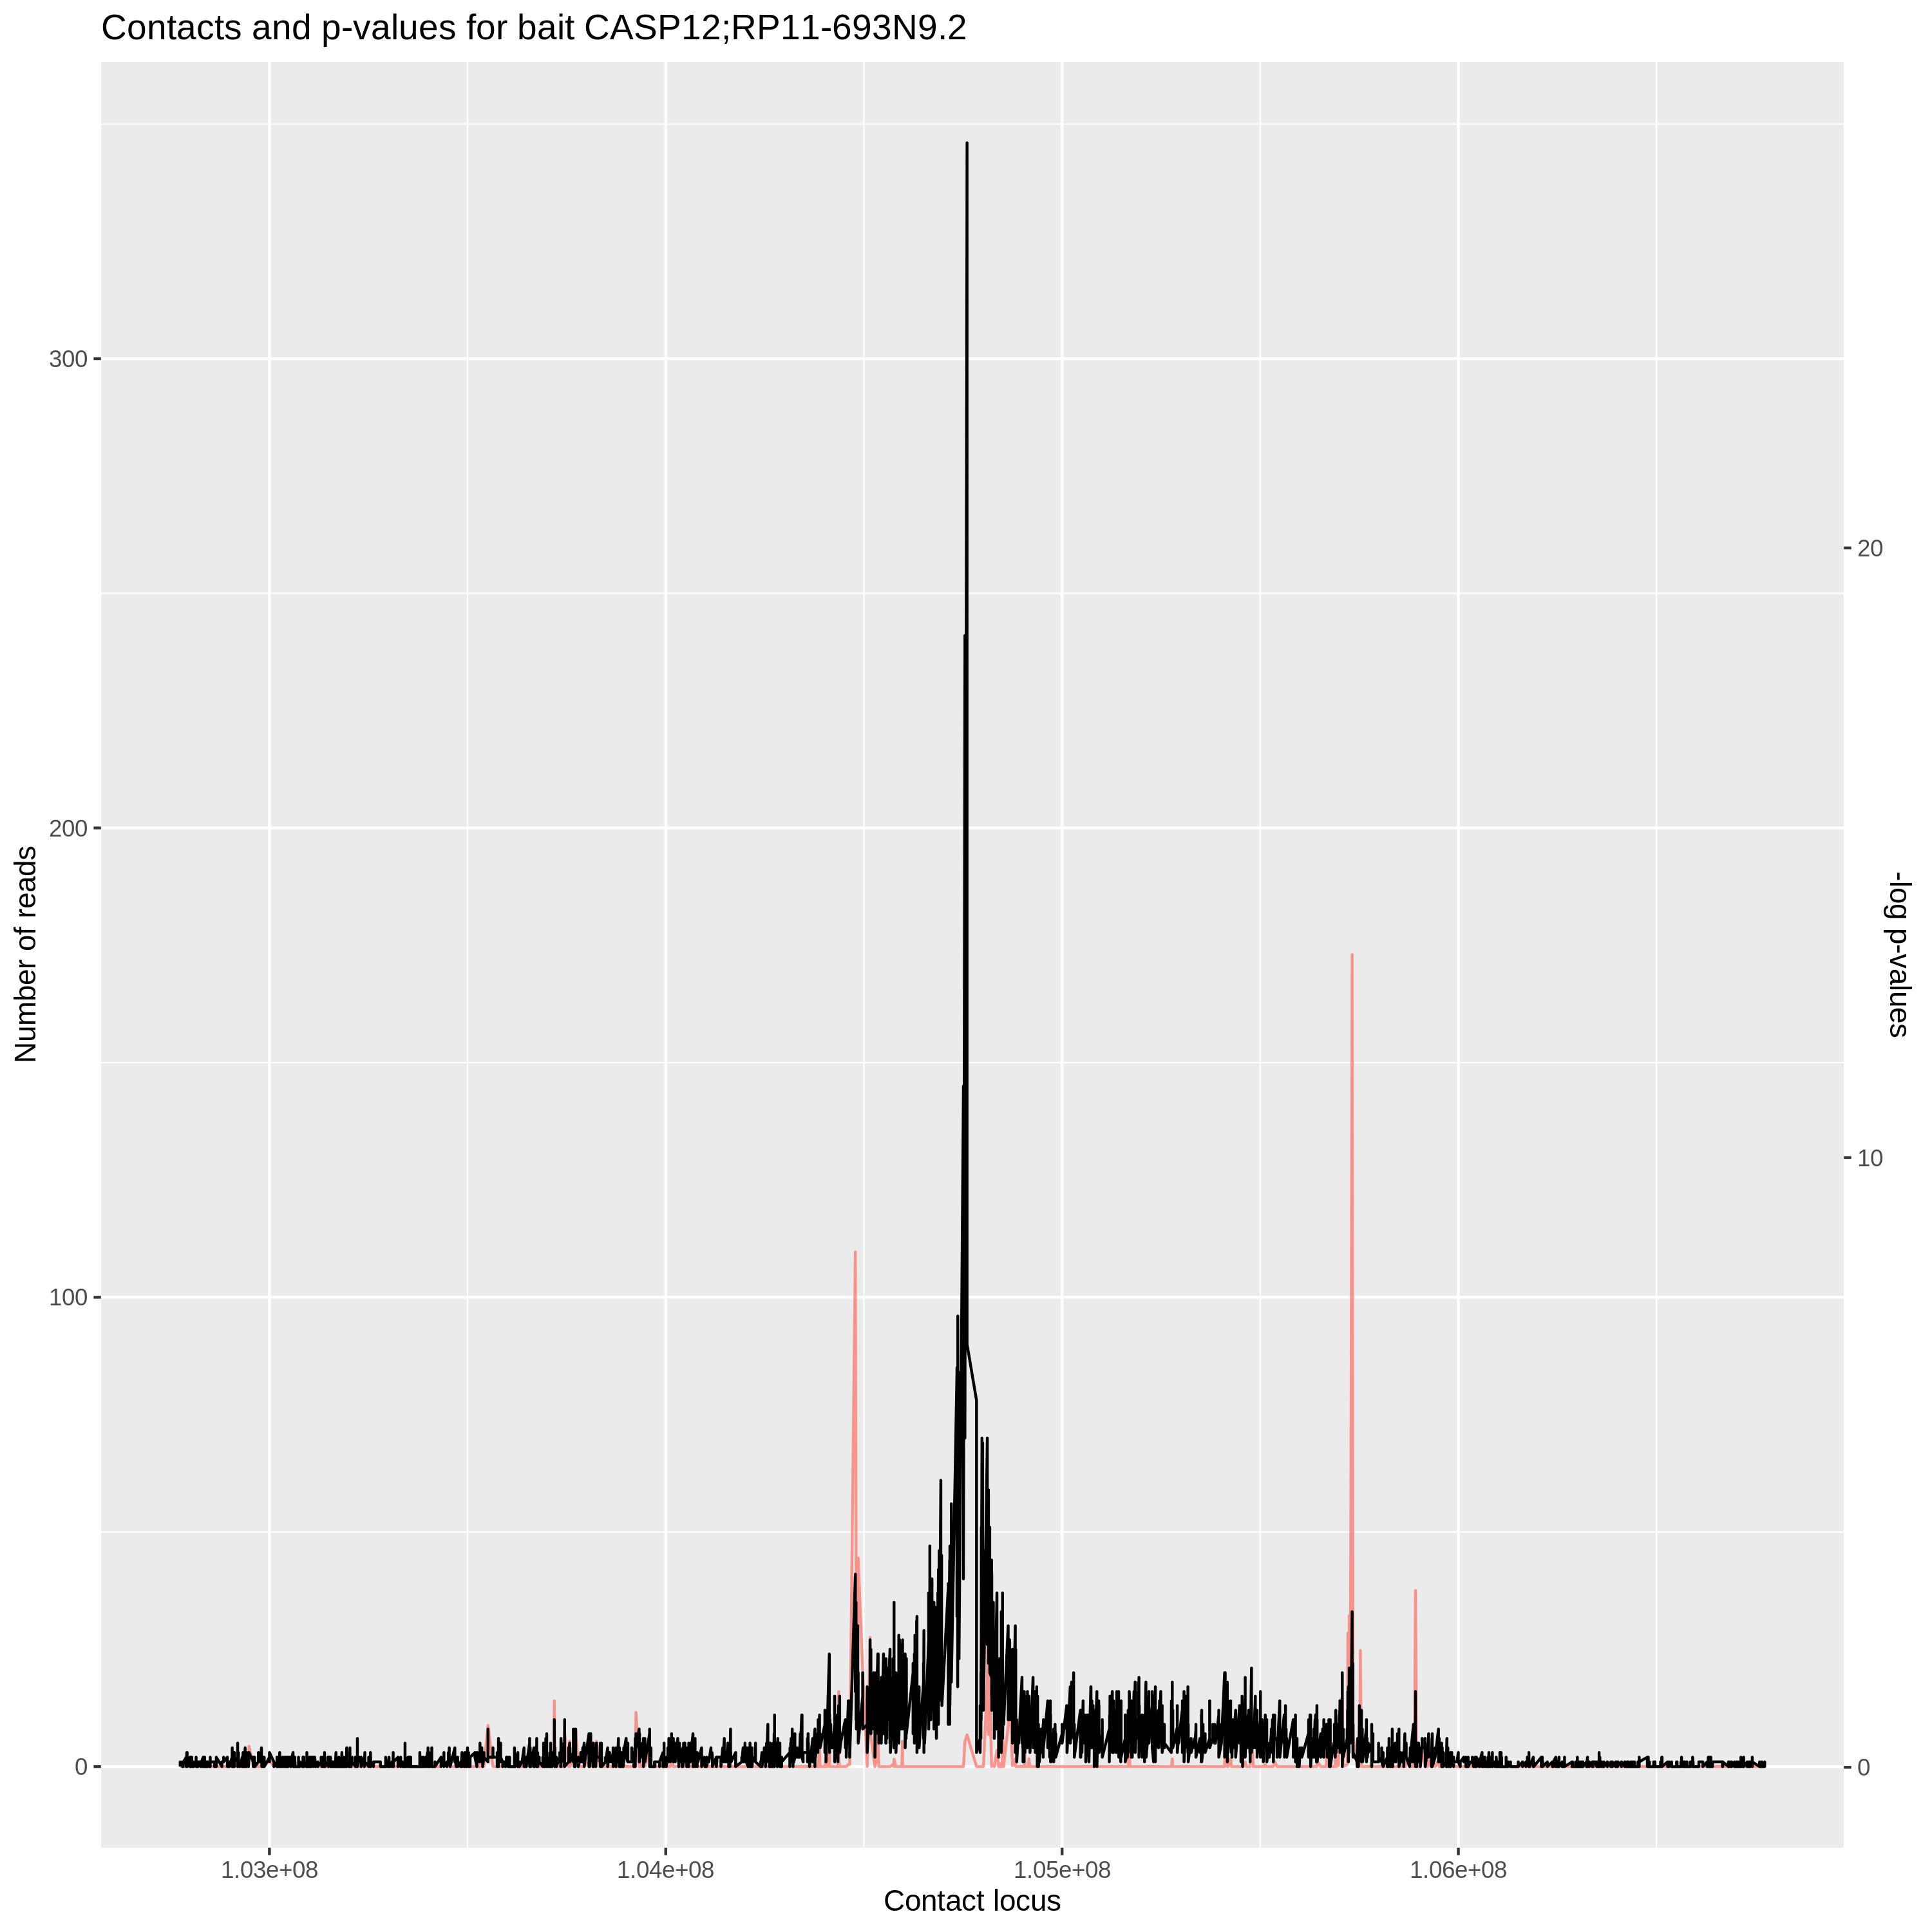 Contacts and p-values for bait CASP12;RP11-693N9.2
300
200
100
0
Number of reads
20
10
0
-log p-values
1.03e+08
1.04e+08
1.05e+08
1.06e+08
Contact locus